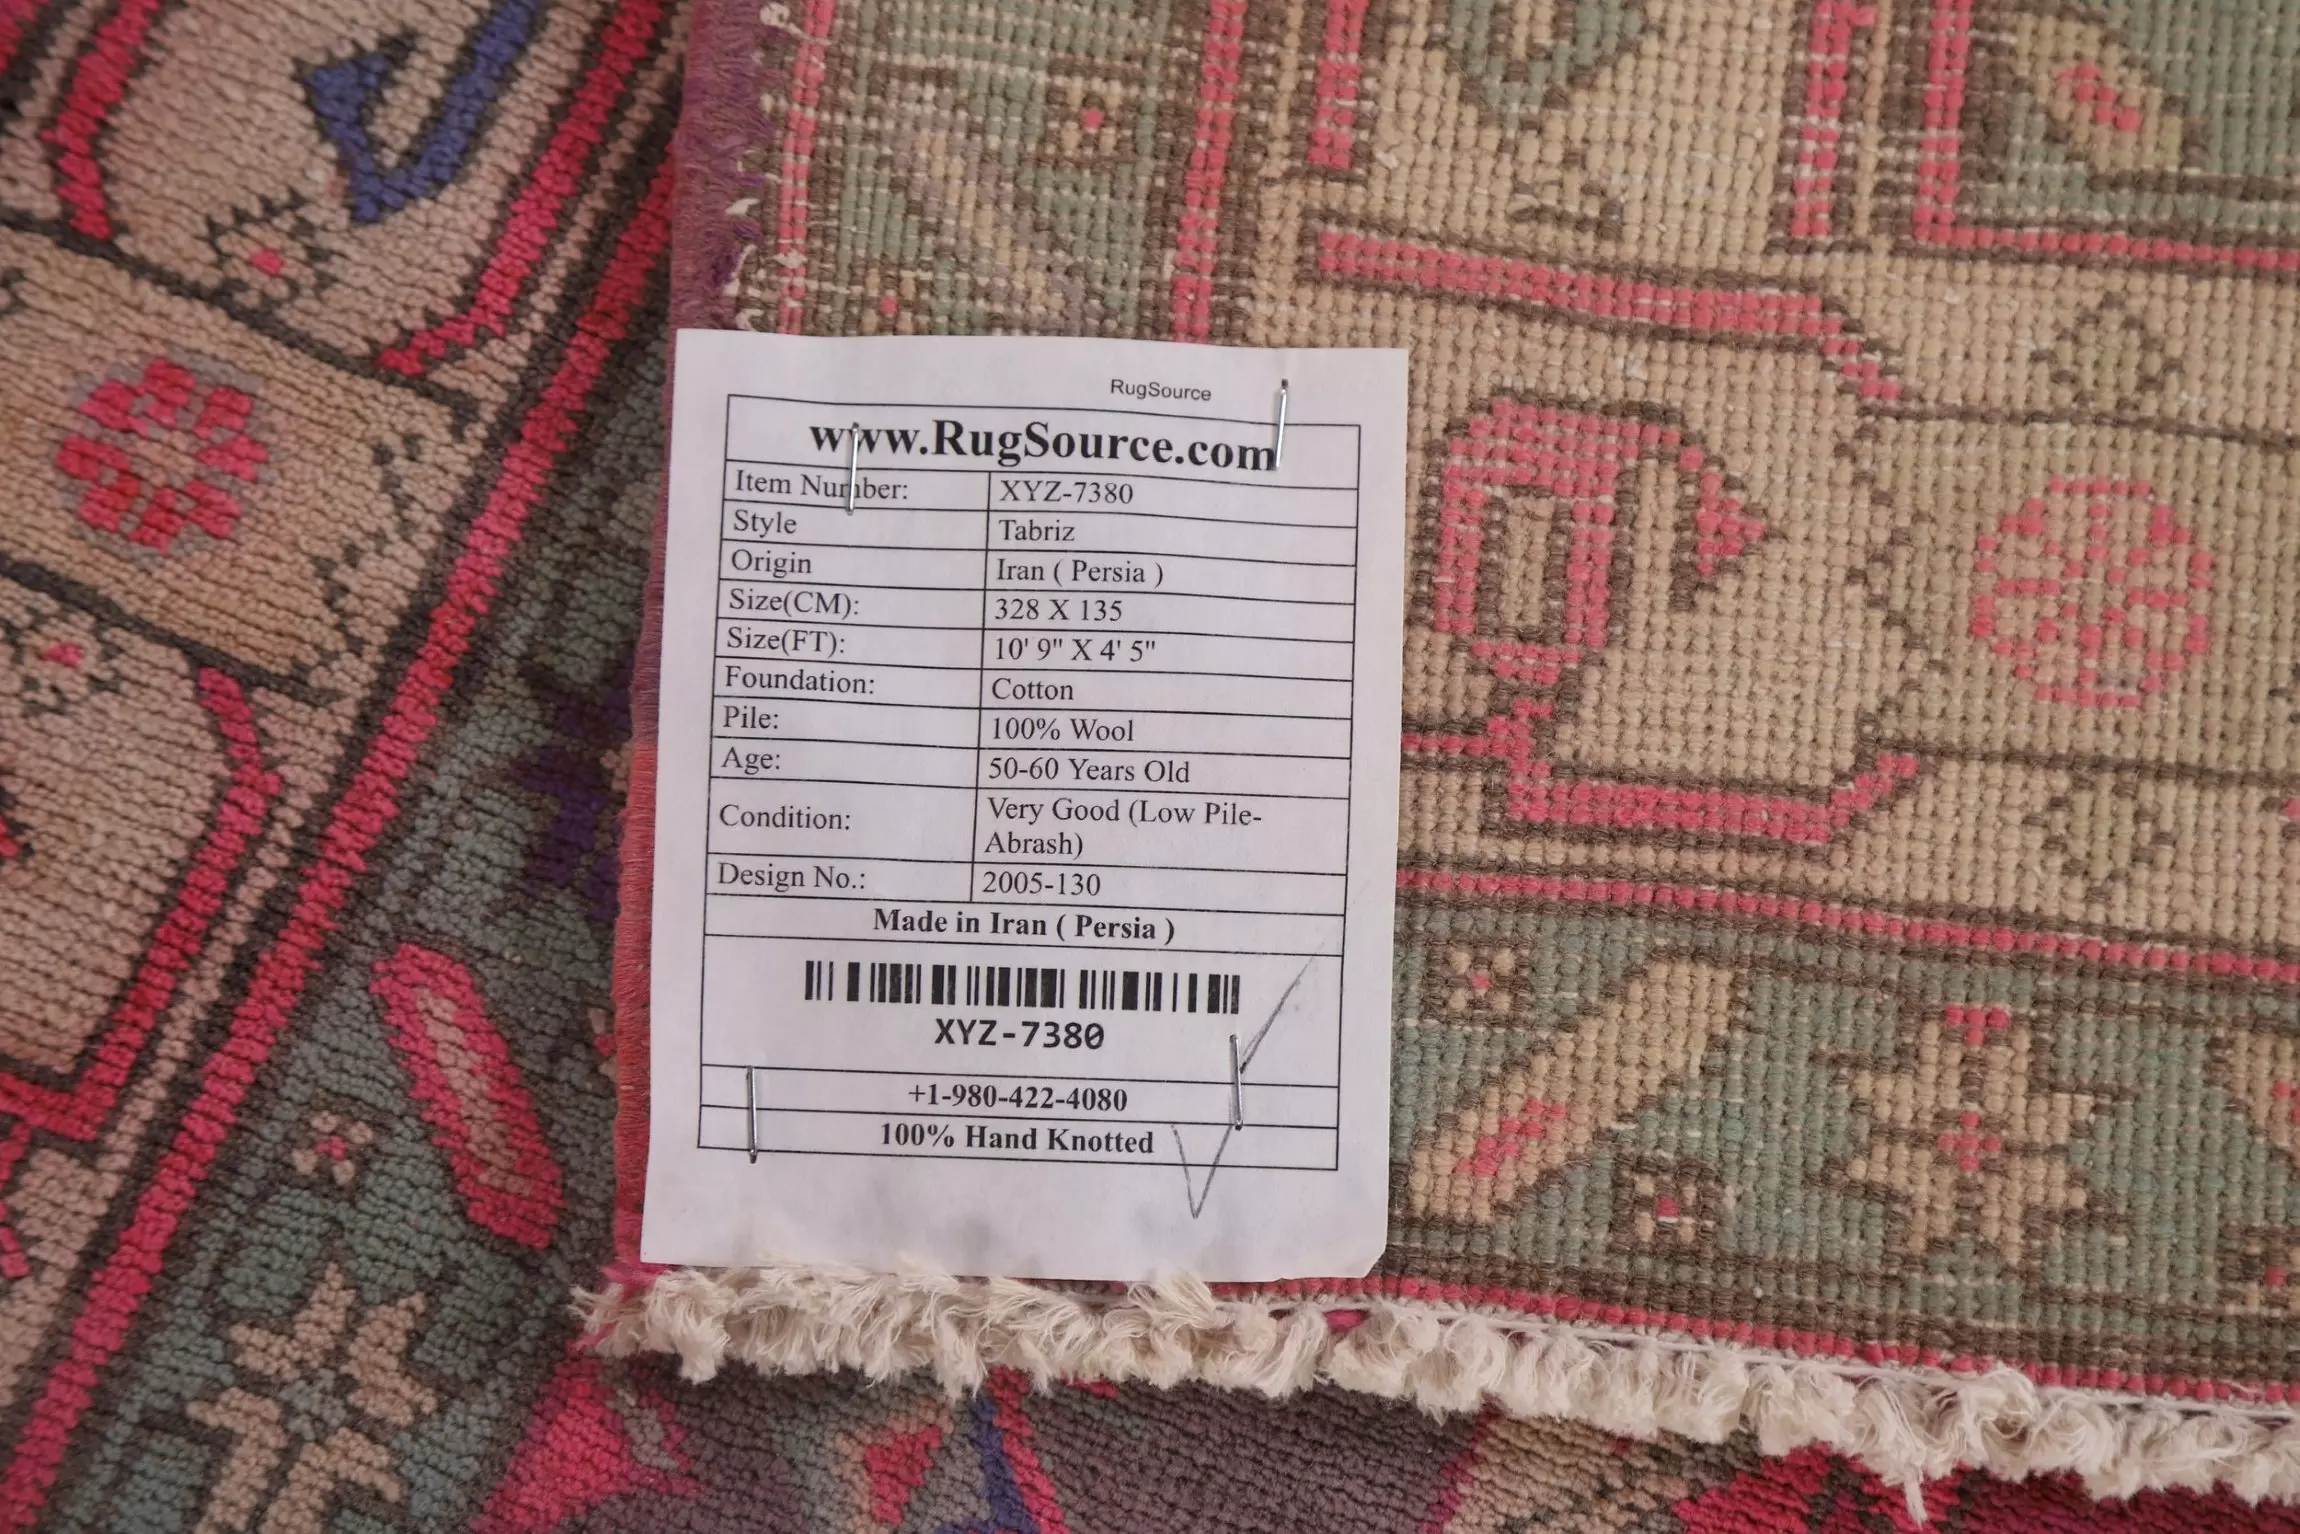 RugSource
www.RugSource.com
Item Number: XYZ-7380
Style Tabriz
Origin Iran ( Persia )
Size(CM): 328 X 135
Size(FT): 10' 9" X 4' 5"
Foundation: Cotton
Pile: 100% Wool
Age: 50-60 Years Old
Condition: Very Good (Low Pile-
Abrash)
Design No.: 2005-130
Made in Iran ( Persia )
XYZ-7380
+1-980-422-4080
100% Hand Knotted